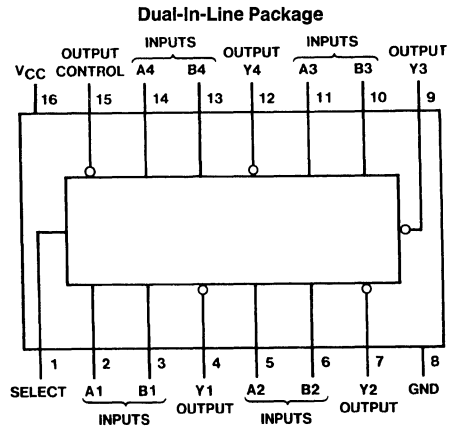 Dual-In-Line Package
OUTPUT INPUTS OUTPUT INPUTS OUTPUT
VCC CONTROL A4 B4 Y4 A3 B3 Y3
16 15 14 13 12 11 10 9
1 2 3 4 5 6 7 8
SELECT A1 B1 Y1 A2 B2 Y2 GND
INPUTS OUTPUT INPUTS OUTPUT